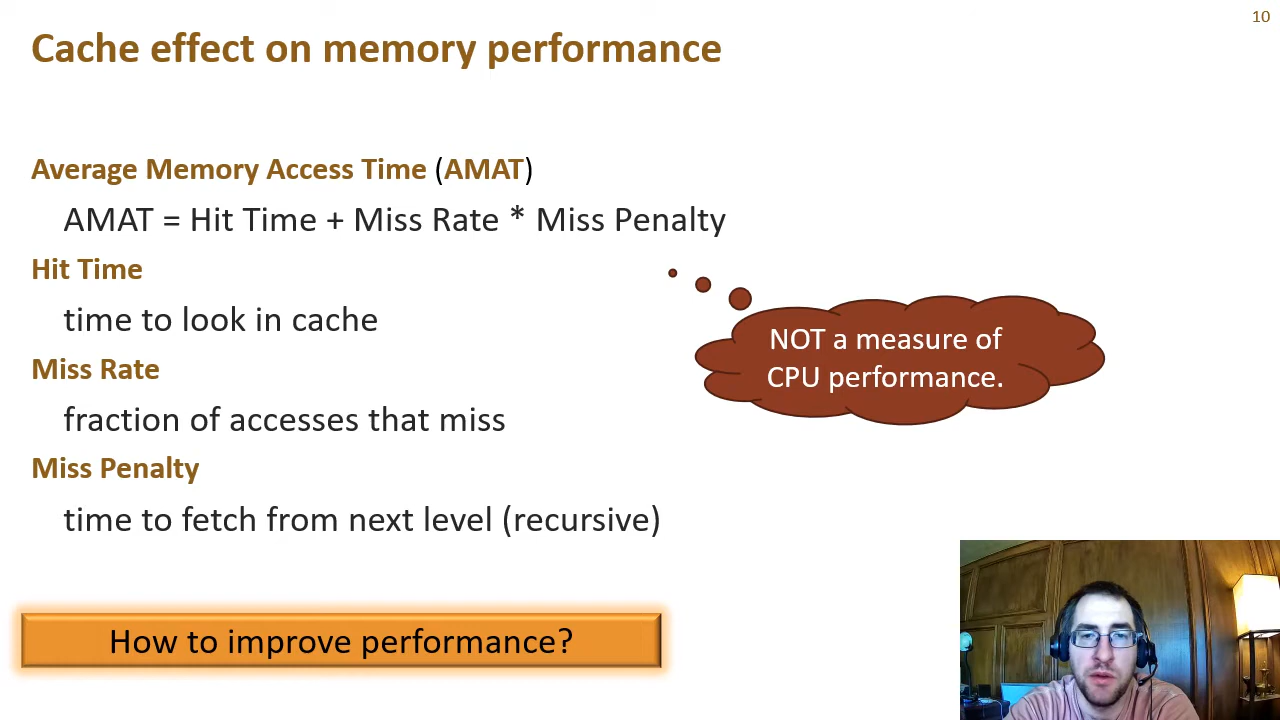 10
Cache effect on memory performance
Average Memory Access Time (AMAT)
AMAT = Hit Time + Miss Rate * Miss Penalty
Hit Time
time to look in cache
Miss Rate
fraction of accesses that miss
Miss Penalty
time to fetch from next level (recursive)
NOT a measure of
CPU performance.
How to improve performance?